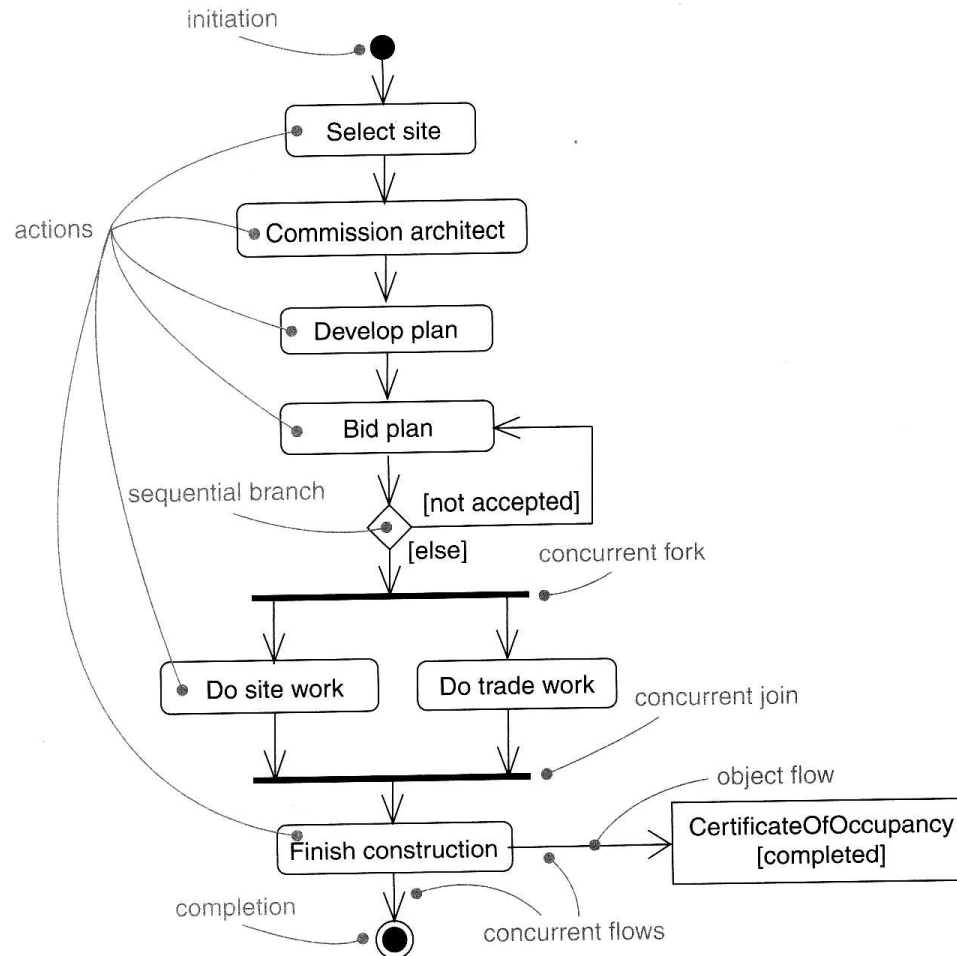 initiation
Select site
actions
Commission architect
Develop plan
Bid plan
sequential branch
[not accepted]
[else]
concurrent fork
Do site work
Do trade work
concurrent join
object flow
CertificateOfOccupancy
[completed]
Finish construction
completion
concurrent flows